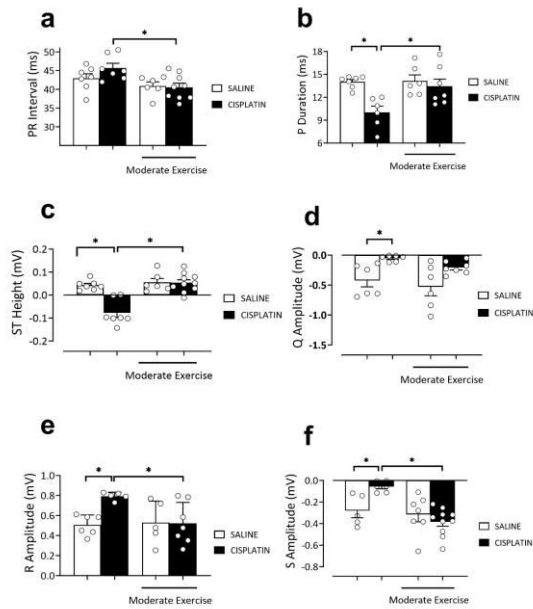 a
*
PR Interval (ms)
45
40
35
SALINE
CISPLATIN
Moderate Exercise
b
* *
P Duration (ms)
18
15
12
9
6
SALINE
CISPLATIN
Moderate Exercise
c
* *
ST Height (mV)
0.2
0.1
0.0
-0.1
-0.2
SALINE
CISPLATIN
Moderate Exercise
d
*
Q Amplitude (mV)
-0.0
-0.5
-1.0
-1.5
SALINE
CISPLATIN
Moderate Exercise
e
* *
R Amplitude (mV)
1.0
0.8
0.6
0.4
0.2
0.0
SALINE
CISPLATIN
Moderate Exercise
f
* *
S Amplitude (mV)
-0.0
-0.2
-0.4
-0.6
-0.8
SALINE
CISPLATIN
Moderate Exercise